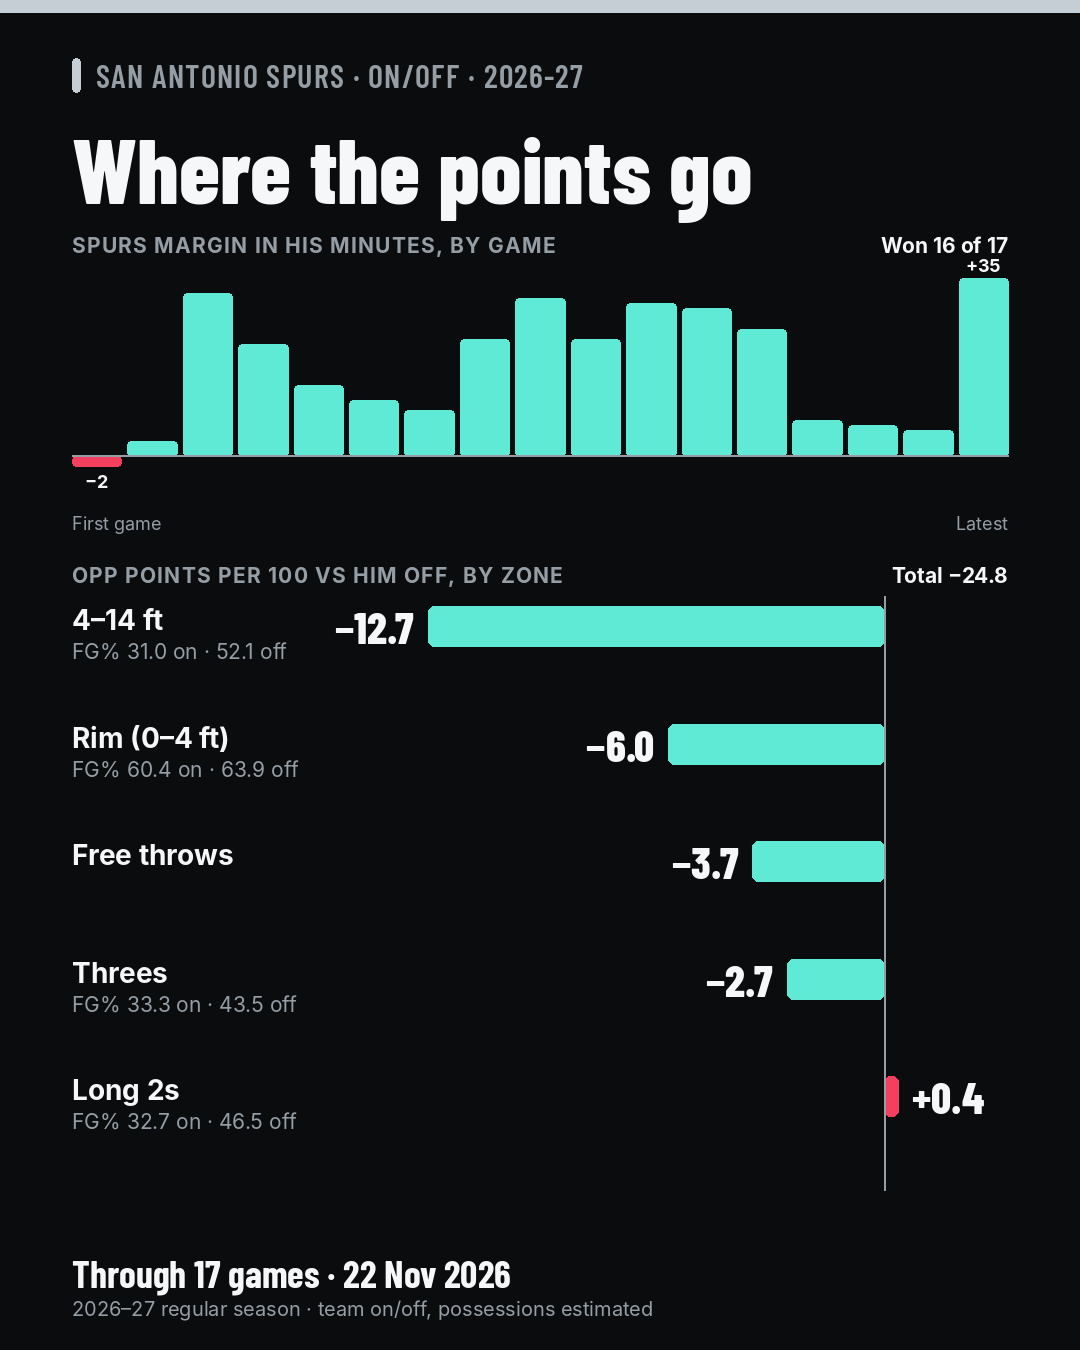 SAN ANTONIO SPURS · ON/OFF · 2026-27
Where the points go
SPURS MARGIN IN HIS MINUTES, BY GAME
Won 16 of 17
+35
−2
First game
Latest
OPP POINTS PER 100 VS HIM OFF, BY ZONE
Total −24.8
4–14 ft
FG% 31.0 on · 52.1 off
−12.7
Rim (0–4 ft)
FG% 60.4 on · 63.9 off
−6.0
Free throws
−3.7
Threes
FG% 33.3 on · 43.5 off
−2.7
Long 2s
FG% 32.7 on · 46.5 off
+0.4
Through 17 games · 22 Nov 2026
2026–27 regular season · team on/off, possessions estimated